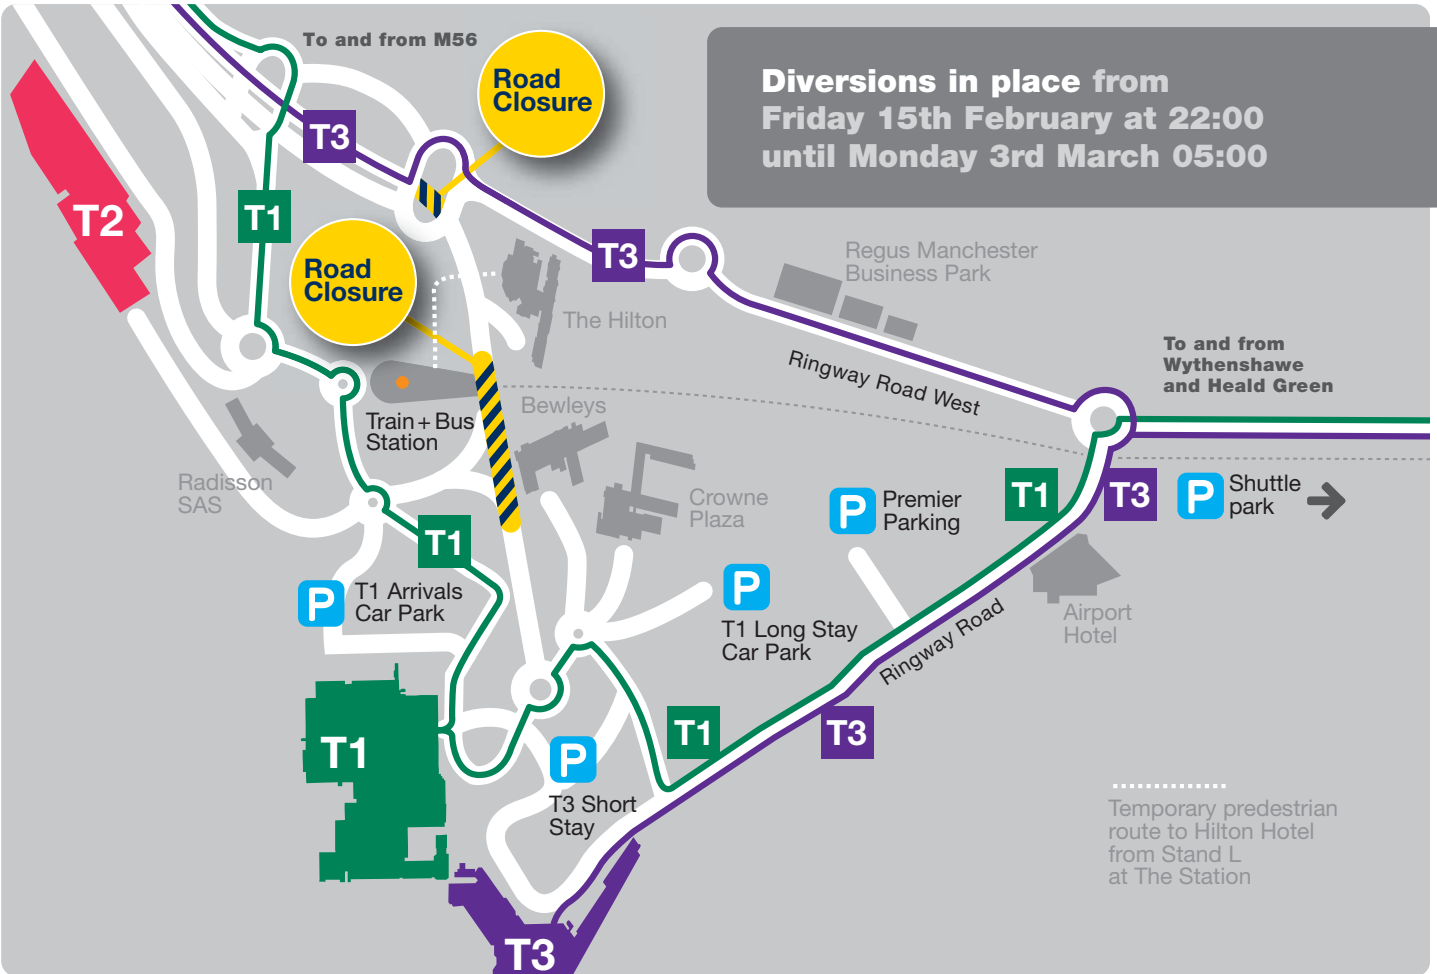 To and from M56
Road
Closure
Diversions in place from
Friday 15th February at 22:00
until Monday 3rd March 05:00
T3
T2
T1
Road
Closure
T3
Regus Manchester
Business Park
The Hilton
To and from
Wythenshawe
and Heald Green
Ringway Road West
Train+Bus
Station
Bewleys
Radisson
SAS
Crowne
Plaza
P
Premier
Parking
T1
T3
P
Shuttle
park
T1
P
T1 Arrivals
Car Park
P
T1 Long Stay
Car Park
Airport
Hotel
Ringway Road
T1
T3
T1
P
T3 Short
Stay
Temporary predestrian
route to Hilton Hotel
from Stand L
at The Station
T3